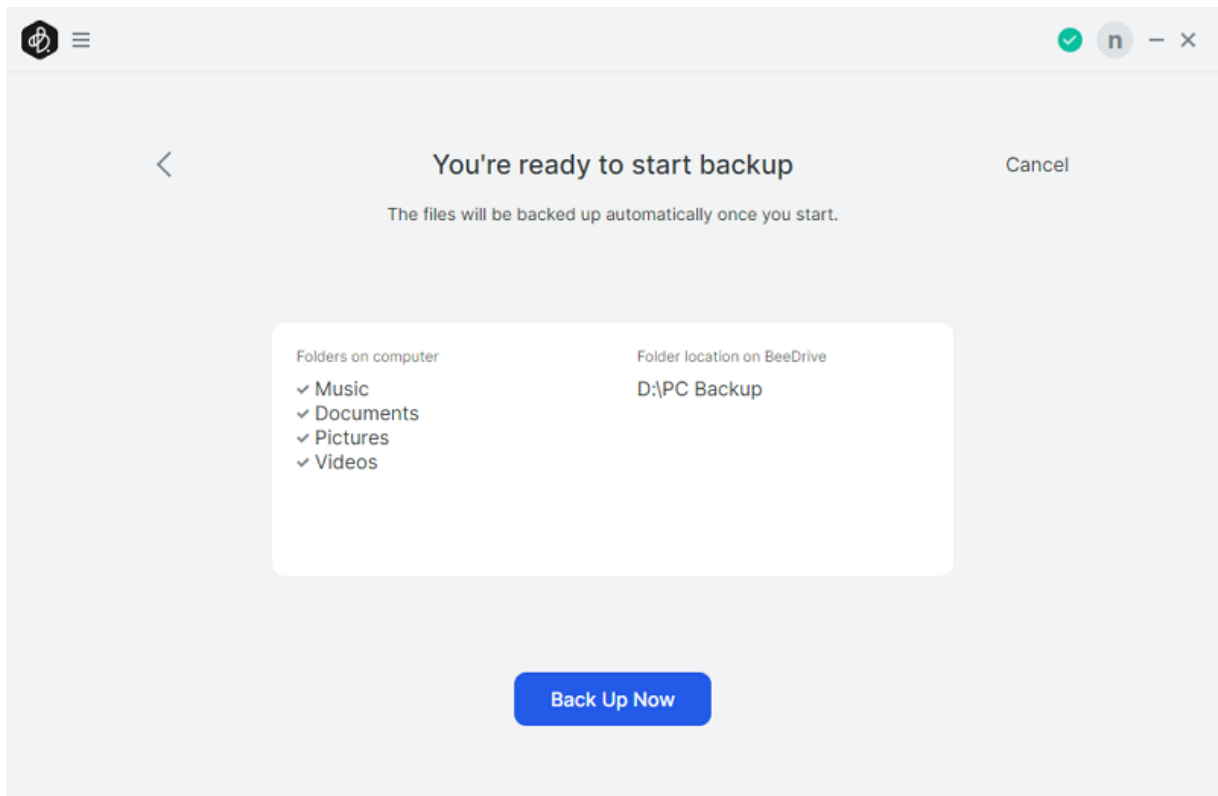 n
You're ready to start backup
Cancel
The files will be backed up automatically once you start.
Folders on computer
Music
Documents
Pictures
Videos
Folder location on BeeDrive
D:\PC Backup
Back Up Now